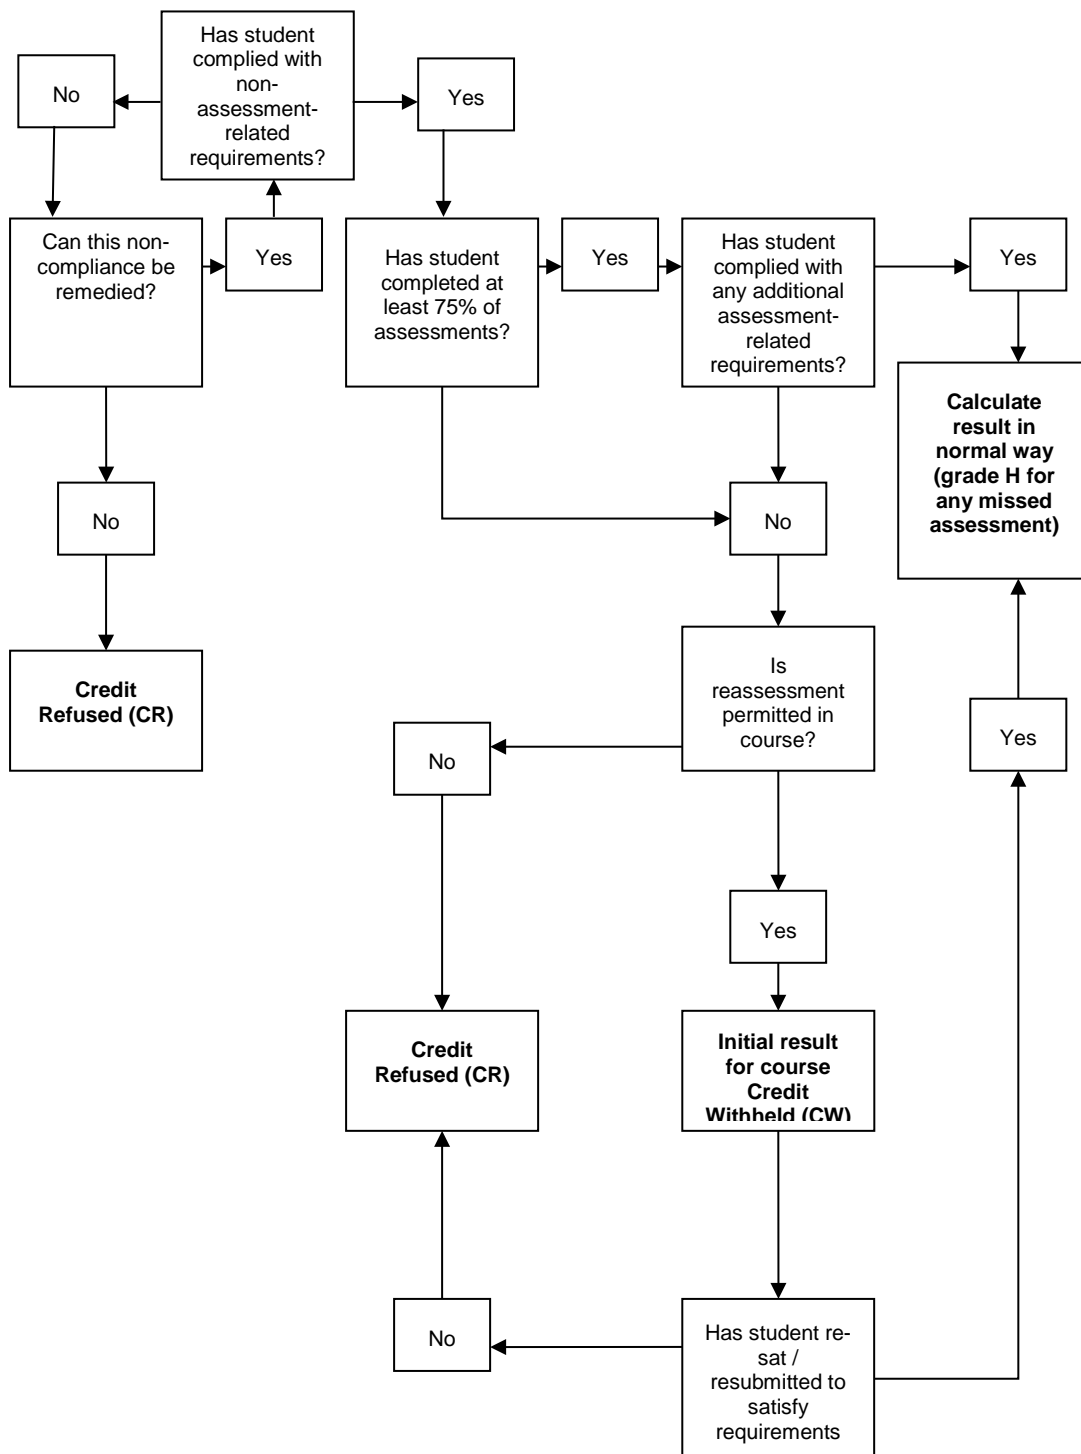 Has student
complied with
non-
assessment-
related
requirements?
No
Yes
Can this non-
compliance be
remedied?
Yes
Has student
completed at
least 75% of
assessments?
Yes
Has student
complied with
any additional
assessment-
related
requirements?
Yes
Calculate
result in
normal way
(grade H for
any missed
assessment)
No
No
Credit
Refused (CR)
Is
reassessment
permitted in
course?
No
Yes
Yes
Credit
Refused (CR)
Initial result
for course
Credit
Withheld (CW)
No
Has student re-
sat /
resubmitted to
satisfy
requirements